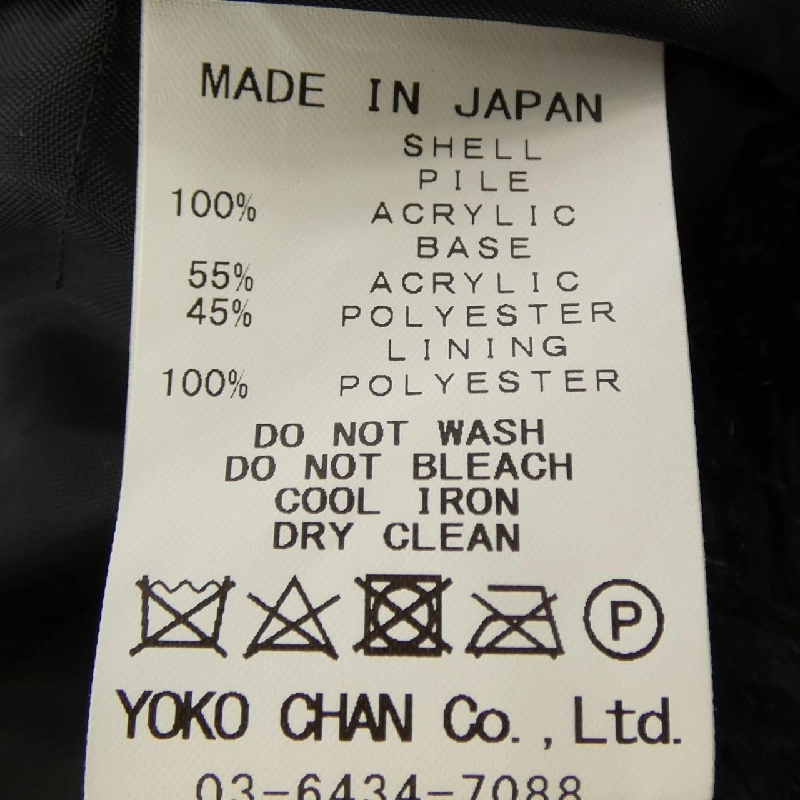 MADE IN JAPAN
SHELL
PILE
100% ACRYLIC
BASE
55% ACRYLIC
45% POLYESTER
LINING
100% POLYESTER
DO NOT WASH
DO NOT BLEACH
COOL IRON
DRY CLEAN
P
YOKO CHAN Co., Ltd.
03-6434-7088